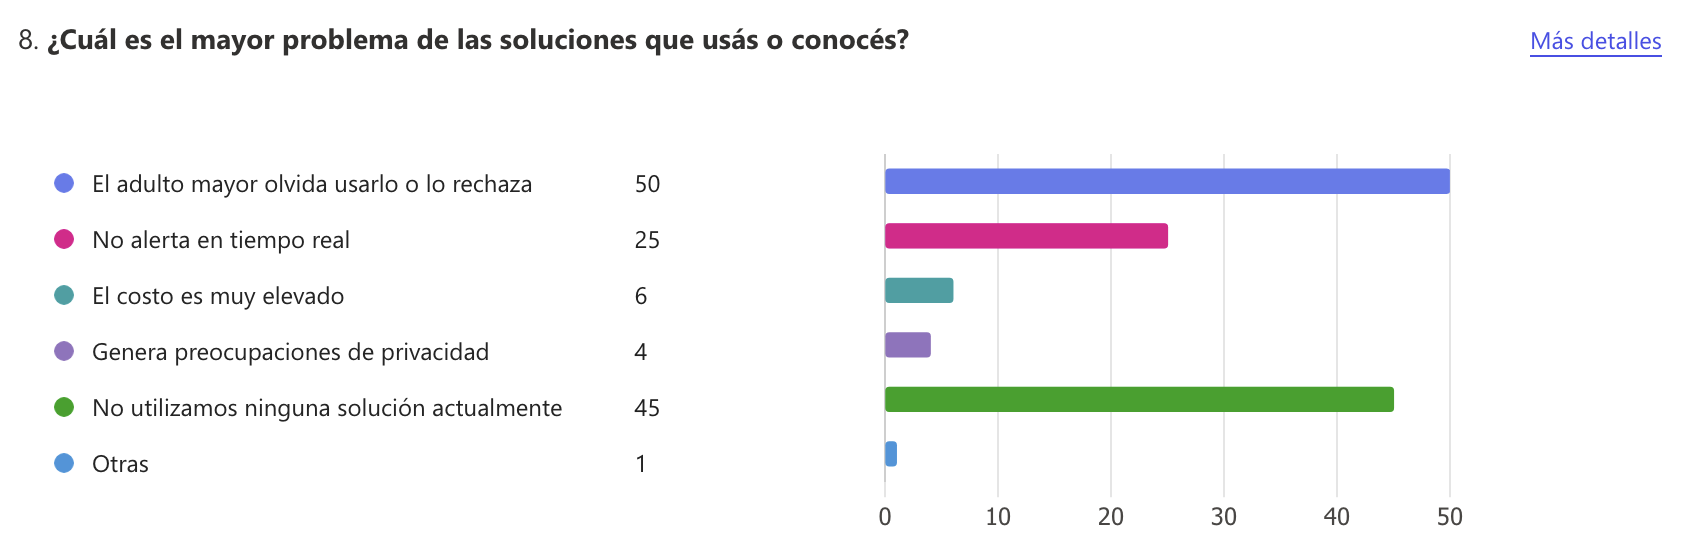 8. ¿Cuál es el mayor problema de las soluciones que usás o conocés?
Más detalles
El adulto mayor olvida usarlo o lo rechaza 50
No alerta en tiempo real 25
El costo es muy elevado 6
Genera preocupaciones de privacidad 4
No utilizamos ninguna solución actualmente 45
Otras 1
0 10 20 30 40 50